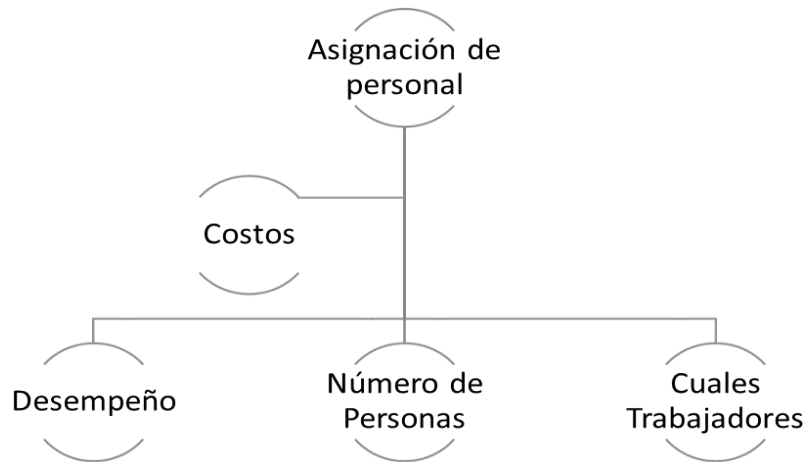 Asignación de
personal
Costos
Desempeño
Número de
Personas
Cuales
Trabajadores